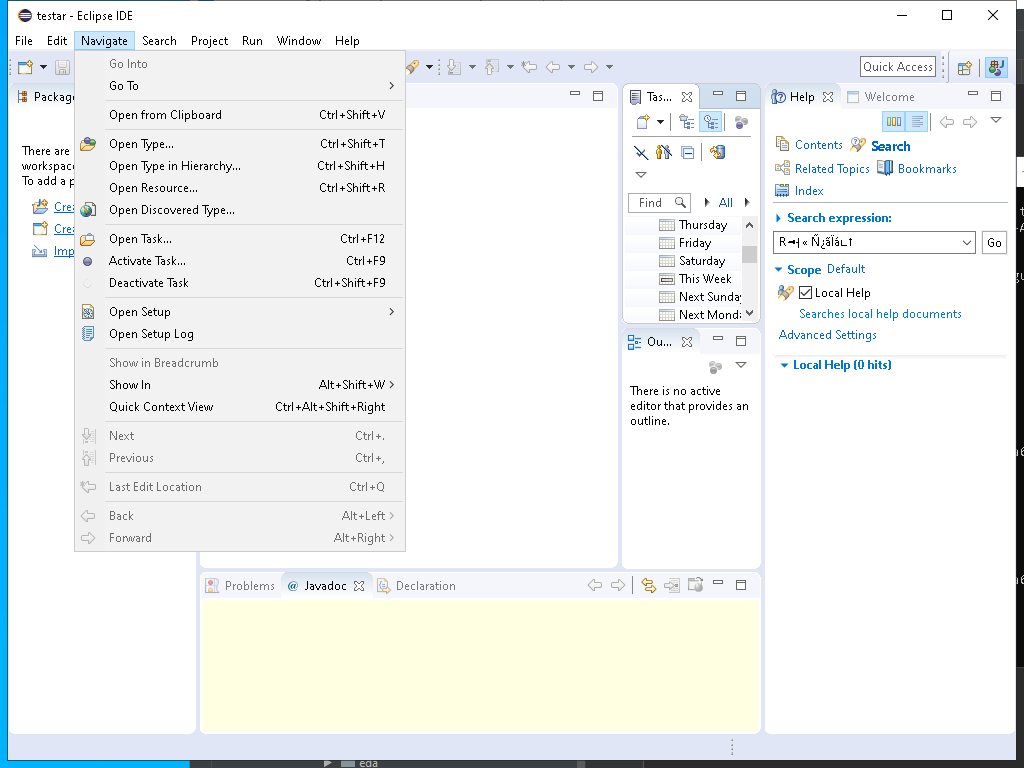 testar - Eclipse IDE
File Edit Navigate Search Project Run Window Help
Quick Access
Go Into
Go To
Open from Clipboard Ctrl+Shift+V
Open Type... Ctrl+Shift+T
Open Type in Hierarchy... Ctrl+Shift+H
Open Resource... Ctrl+Shift+R
Open Discovered Type...
Open Task... Ctrl+F12
Activate Task... Ctrl+F9
Deactivate Task Ctrl+Shift+F9
Open Setup
Open Setup Log
Show in Breadcrumb
Show In Alt+Shift+W
Quick Context View Ctrl+Alt+Shift+Right
Next Ctrl+.
Previous Ctrl+,
Last Edit Location Ctrl+Q
Back Alt+Left
Forward Alt+Right
There are
workspac
To add a p
Crea
Crea
Imp
Tas...
Find All
Thursday
Friday
Saturday
This Week
Next Sunday
Next Mond
Ou...
There is no active
editor that provides an
outline.
Help Welcome
Contents Search
Related Topics Bookmarks
Index
Search expression:
Go
Scope Default
Local Help
Searches local help documents
Advanced Settings
Local Help (0 hits)
Problems @ Javadoc Declaration
eda